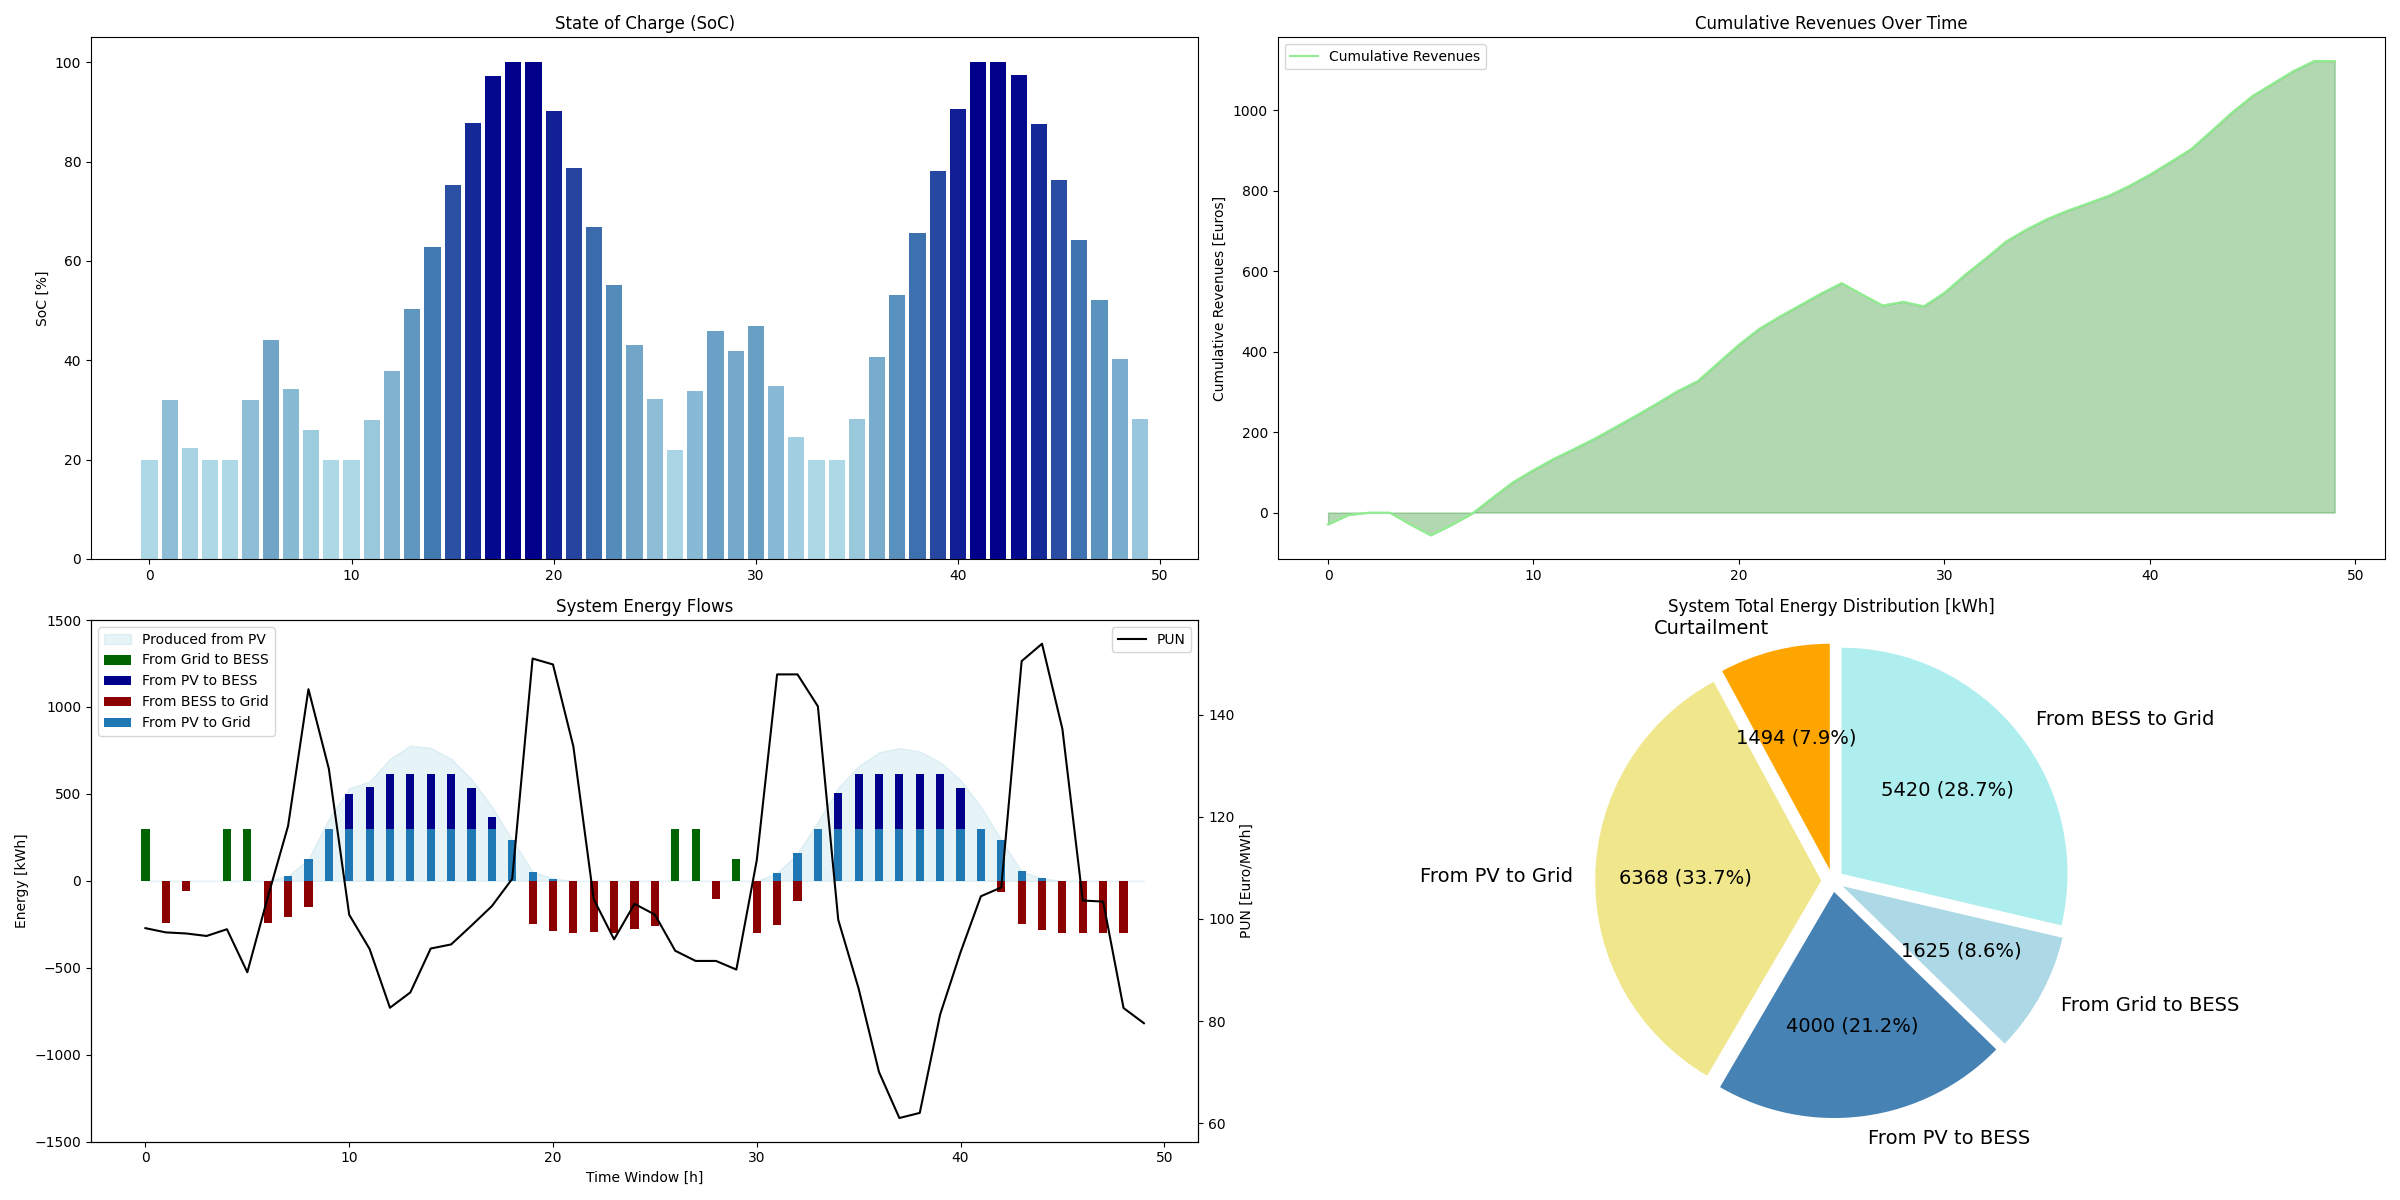 State of Charge (SoC)
SoC [%]
100
80
60
40
20
0
0 10 20 30 40 50
Cumulative Revenues Over Time
Cumulative Revenues
Cumulative Revenues [Euros]
1000
800
600
400
200
0
0 10 20 30 40 50
System Energy Flows
Produced from PV
From Grid to BESS
From PV to BESS
From BESS to Grid
From PV to Grid
PUN
Energy [kWh]
1500
1000
500
0
−500
−1000
−1500
PUN [Euro/MWh]
140
120
100
80
60
0 10 20 30 40 50
Time Window [h]
System Total Energy Distribution [kWh]
Curtailment
1494 (7.9%)
From BESS to Grid
5420 (28.7%)
From PV to Grid
6368 (33.7%)
1625 (8.6%)
From Grid to BESS
4000 (21.2%)
From PV to BESS